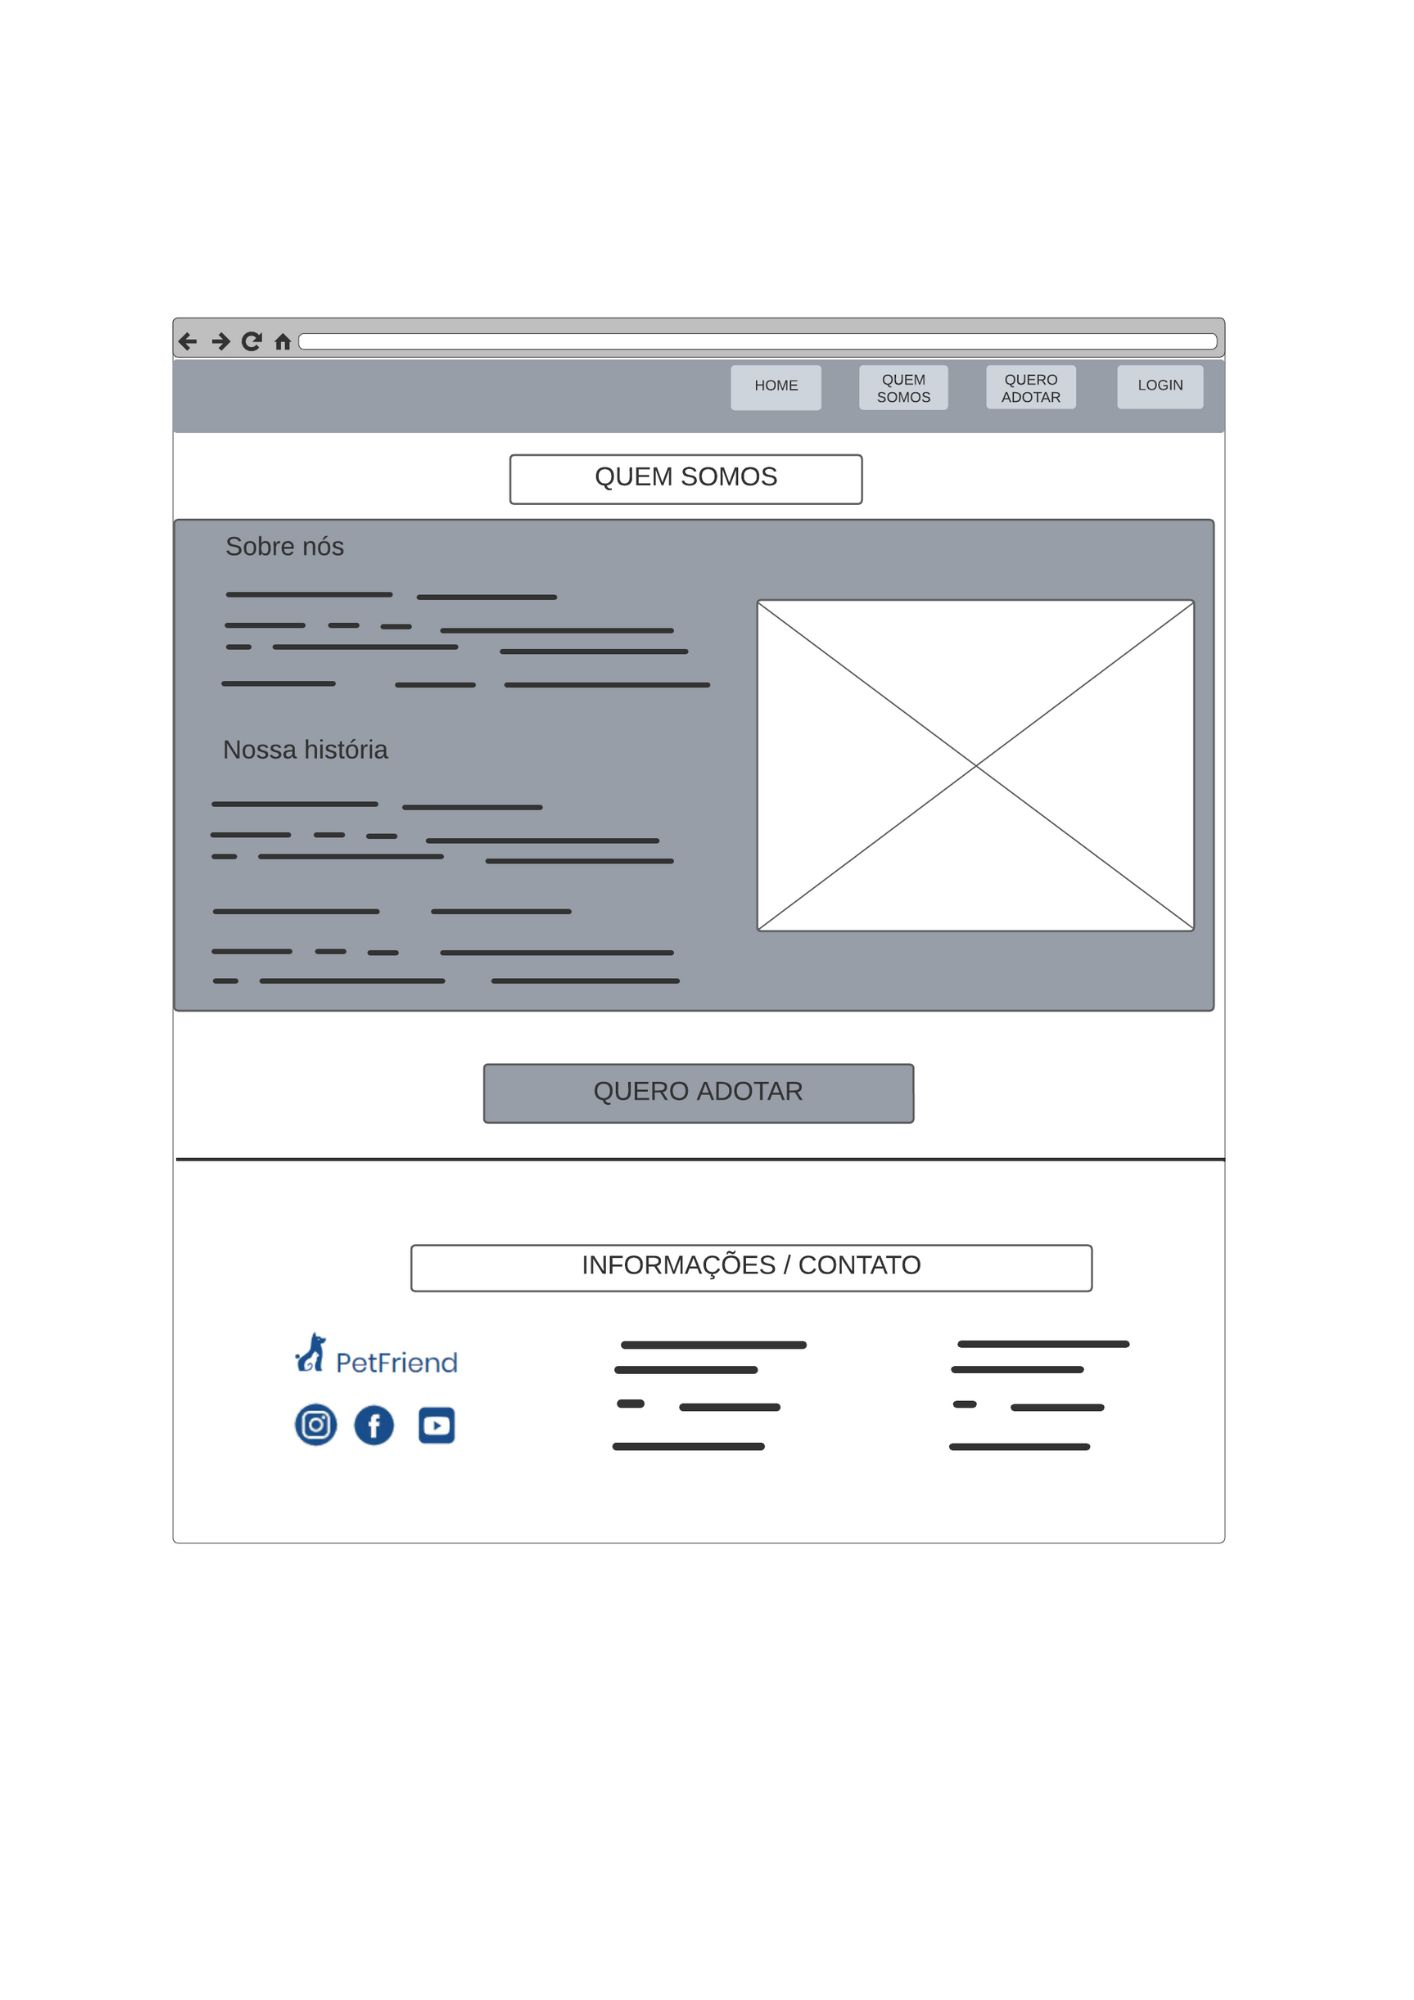 HOME
QUEM
SOMOS
QUERO
ADOTAR
LOGIN
QUEM SOMOS
Sobre nós
Nossa história
QUERO ADOTAR
INFORMAÇÕES / CONTATO
PetFriend